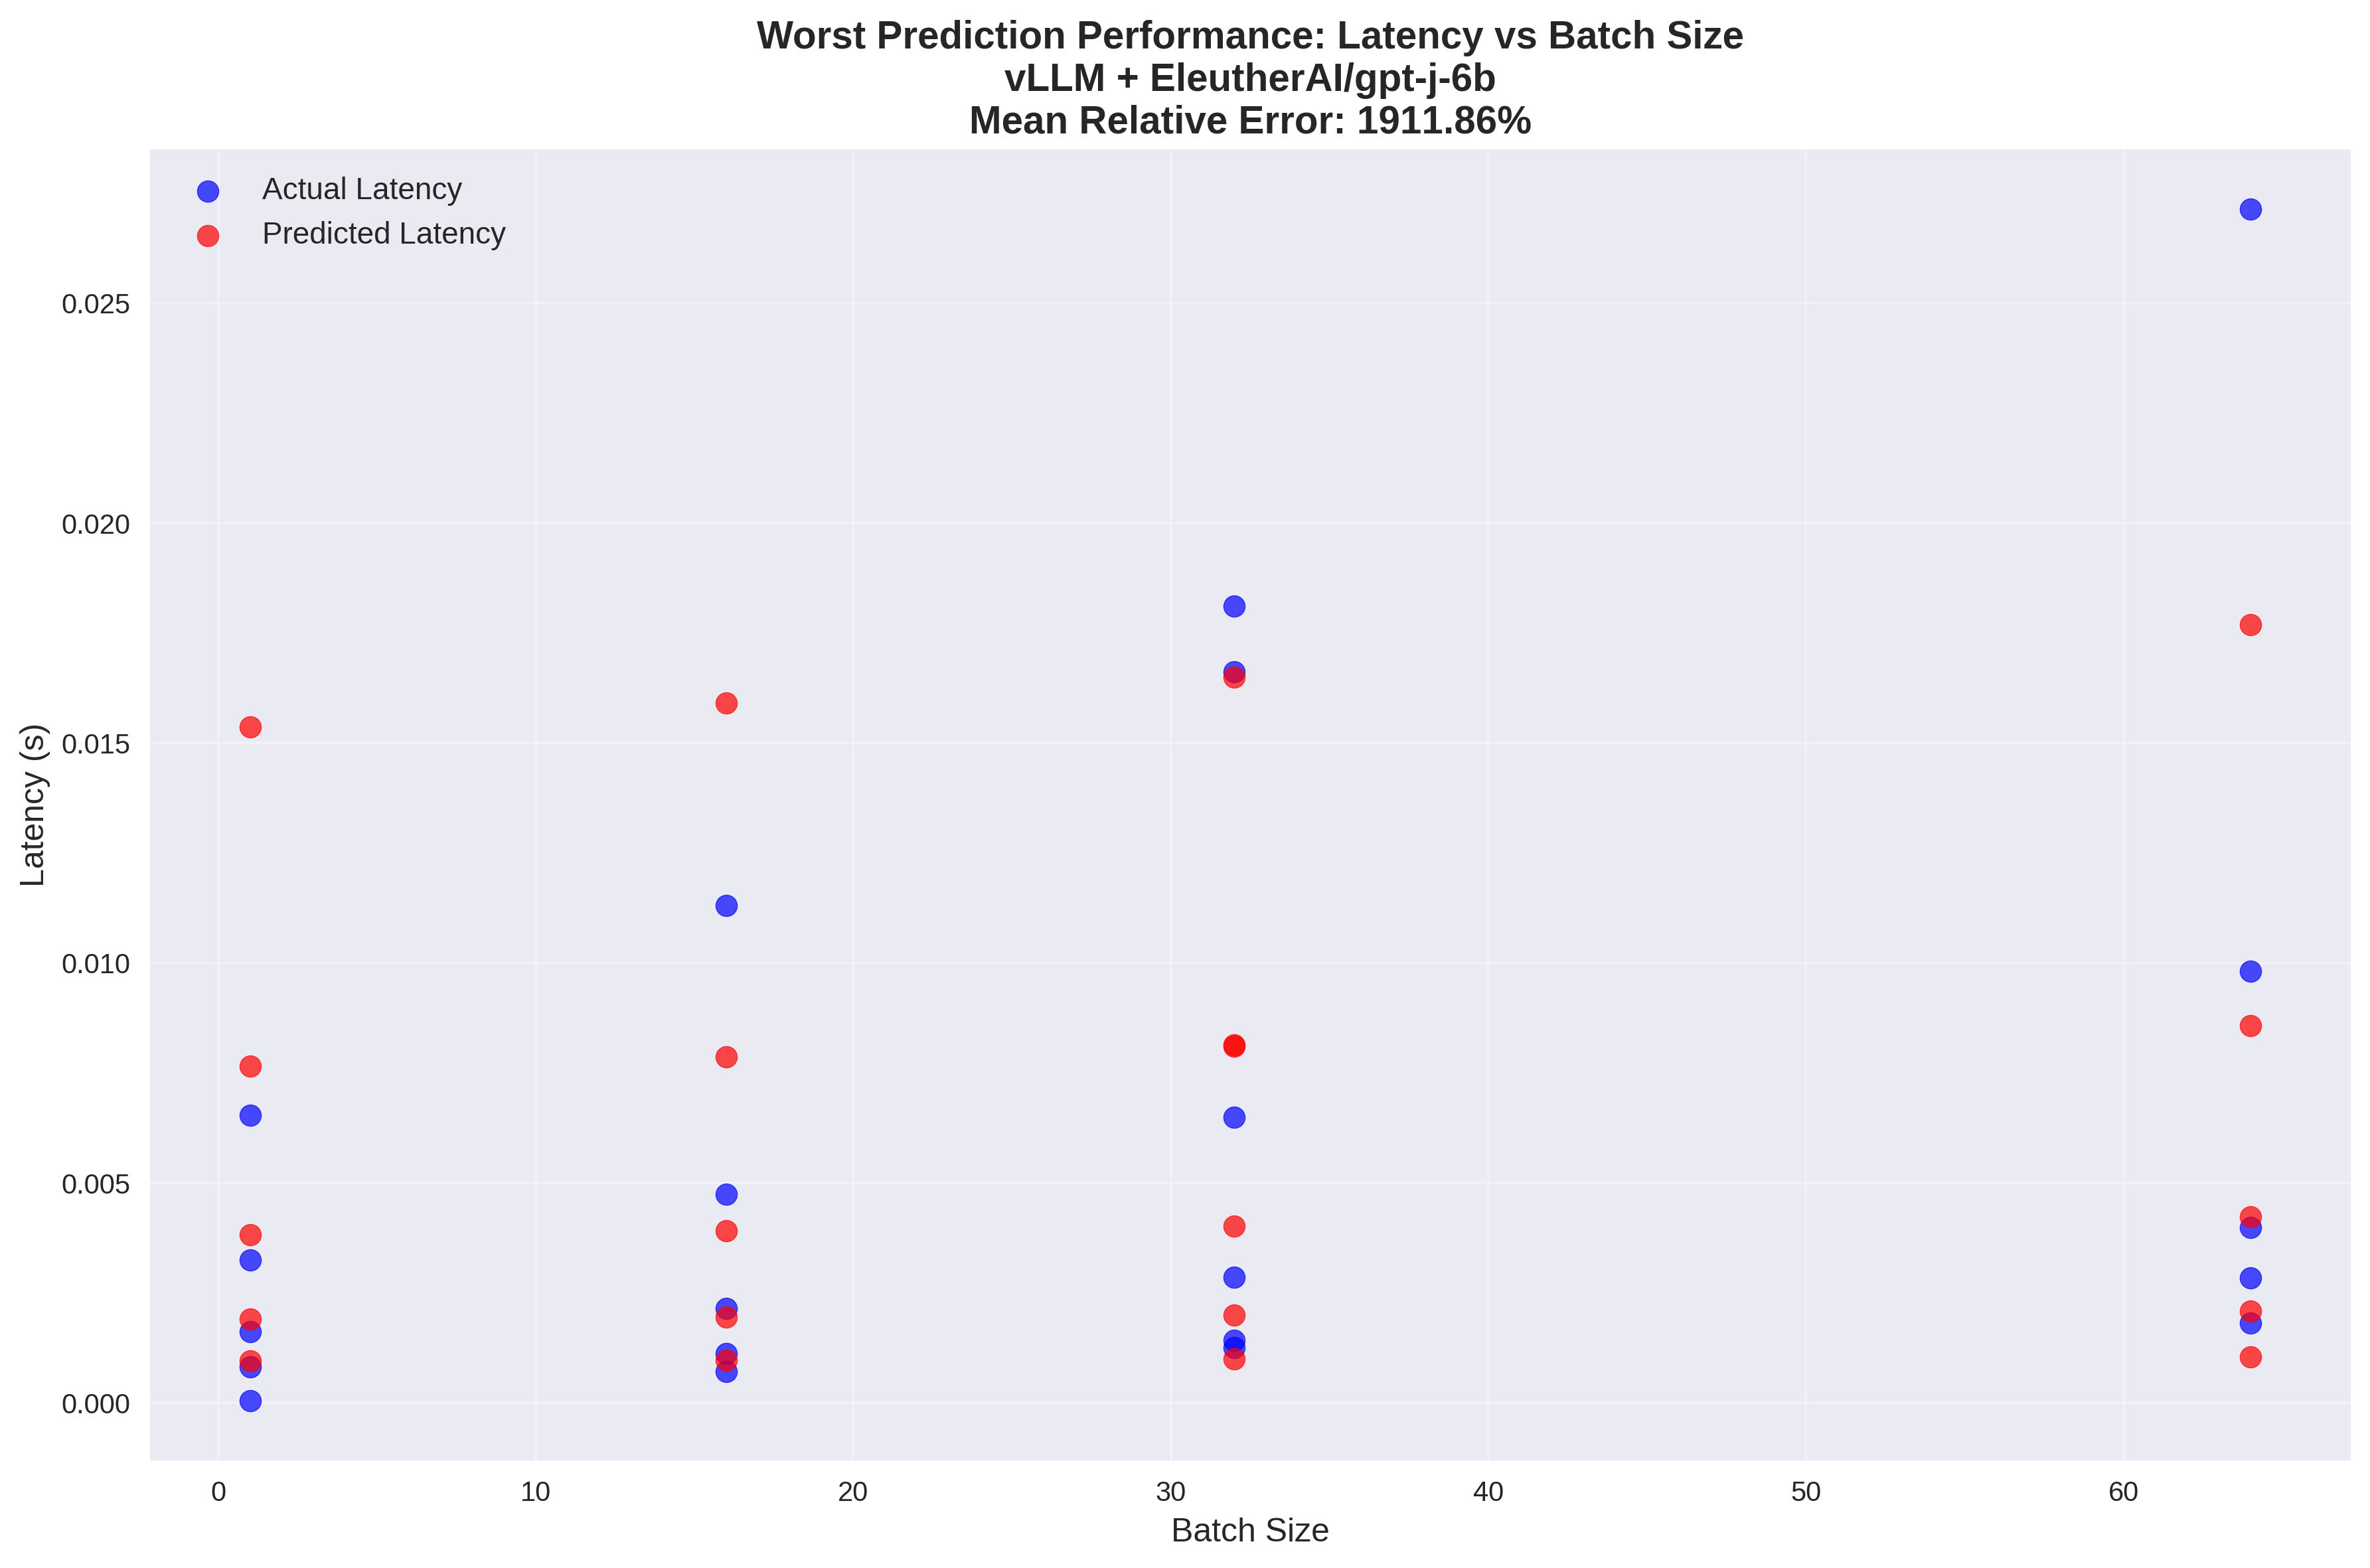 Worst Prediction Performance: Latency vs Batch Size
vLLM + EleutherAI/gpt-j-6b
Mean Relative Error: 1911.86%
Actual Latency
Predicted Latency
0.025
0.020
0.015
0.010
0.005
0.000
Latency (s)
0 10 20 30 40 50 60
Batch Size